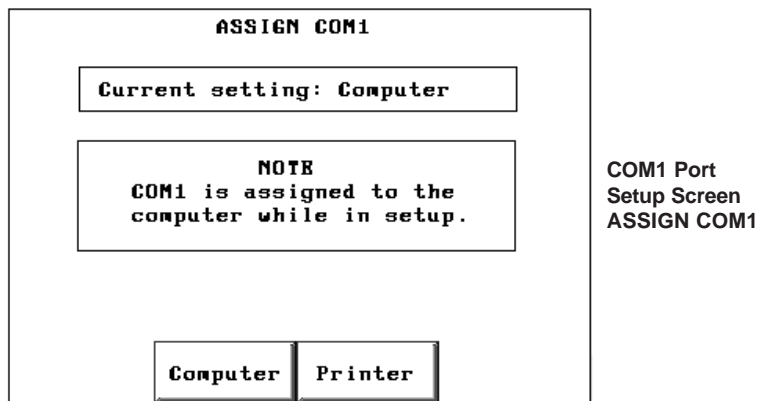 ASSIGN COM1
Current setting: Computer
NOTE
COM1 is assigned to the
computer while in setup.
COM1 Port
Setup Screen
ASSIGN COM1
Computer Printer